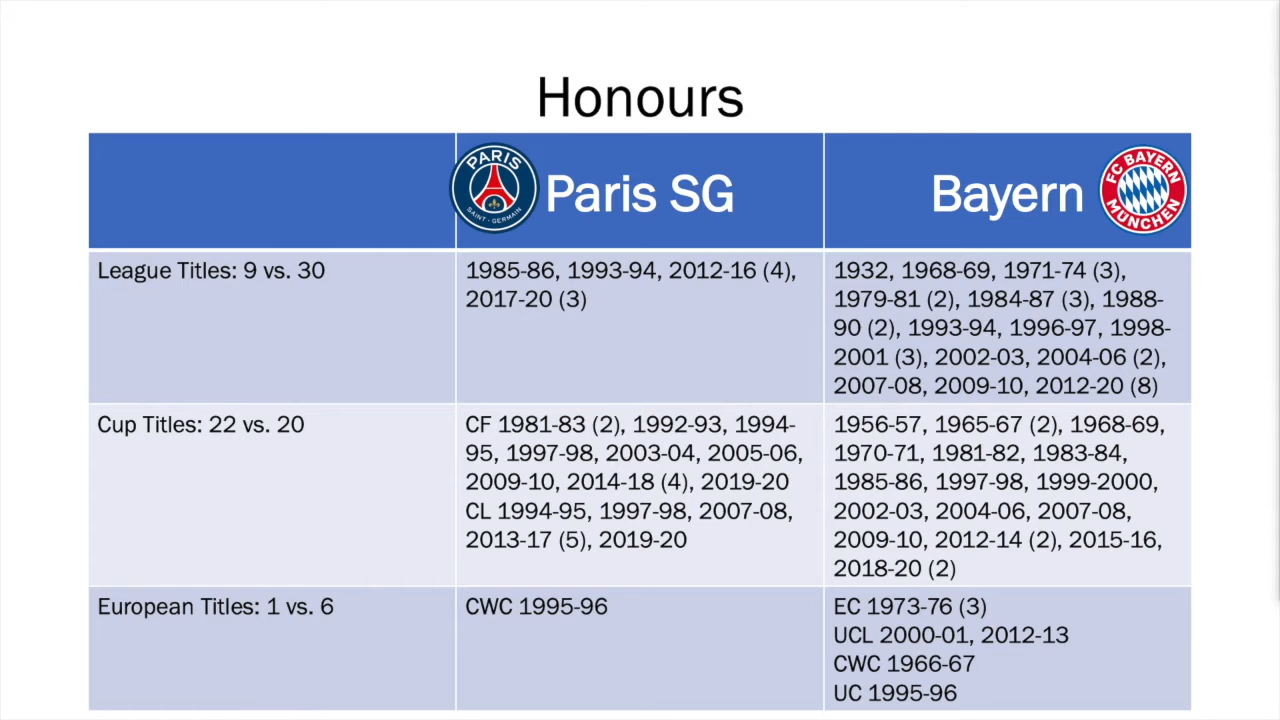 Honours
PARIS
SAINT-GERMAIN
Paris SG
Bayern
FC BAYERN
MÜNCHEN
League Titles: 9 vs. 30
1985-86, 1993-94, 2012-16 (4),
2017-20 (3)
1932, 1968-69, 1971-74 (3),
1979-81 (2), 1984-87 (3), 1988-
90 (2), 1993-94, 1996-97, 1998-
2001 (3), 2002-03, 2004-06 (2),
2007-08, 2009-10, 2012-20 (8)
Cup Titles: 22 vs. 20
CF 1981-83 (2), 1992-93, 1994-
95, 1997-98, 2003-04, 2005-06,
2009-10, 2014-18 (4), 2019-20
CL 1994-95, 1997-98, 2007-08,
2013-17 (5), 2019-20
1956-57, 1965-67 (2), 1968-69,
1970-71, 1981-82, 1983-84,
1985-86, 1997-98, 1999-2000,
2002-03, 2004-06, 2007-08,
2009-10, 2012-14 (2), 2015-16,
2018-20 (2)
European Titles: 1 vs. 6
CWC 1995-96
EC 1973-76 (3)
UCL 2000-01, 2012-13
CWC 1966-67
UC 1995-96